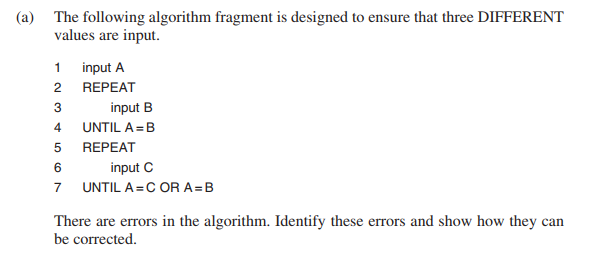 (a) The following algorithm fragment is designed to ensure that three DIFFERENT
values are input.
1 input A
2 REPEAT
3 input B
4 UNTIL A=B
5 REPEAT
6 input C
7 UNTIL A=C OR A=B
There are errors in the algorithm. Identify these errors and show how they can
be corrected.